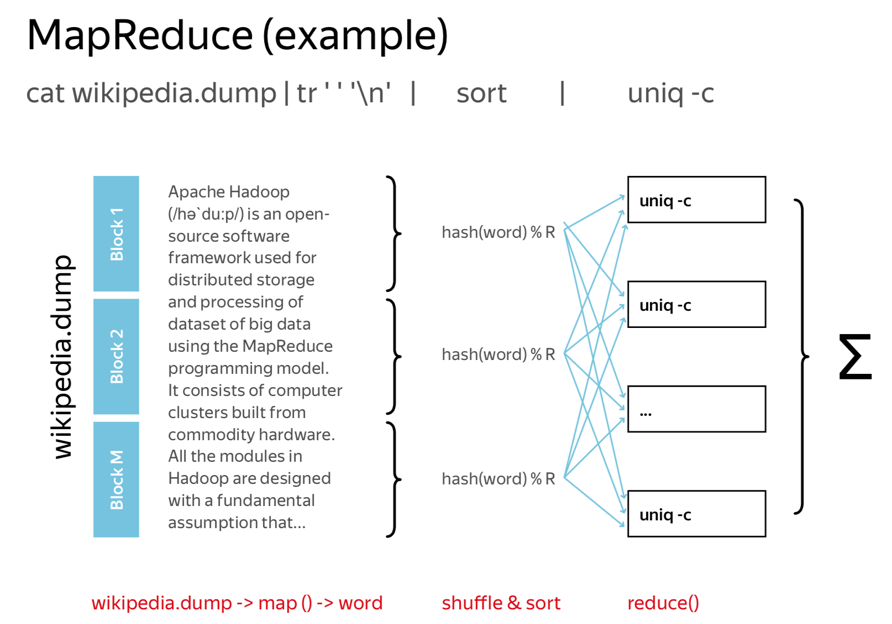 MapReduce (example)
cat wikipedia.dump | tr ' ' '\n' | sort | uniq -c
wikipedia.dump
Block 1
Block 2
Block M
Apache Hadoop
(/hə`duːp/) is an open-
source software
framework used for
distributed storage
and processing of
dataset of big data
using the MapReduce
programming model.
It consists of computer
clusters built from
commodity hardware.
All the modules in
Hadoop are designed
with a fundamental
assumption that...
hash(word) % R
hash(word) % R
hash(word) % R
uniq -c
uniq -c
...
uniq -c
Σ
wikipedia.dump -> map () -> word
shuffle & sort
reduce()